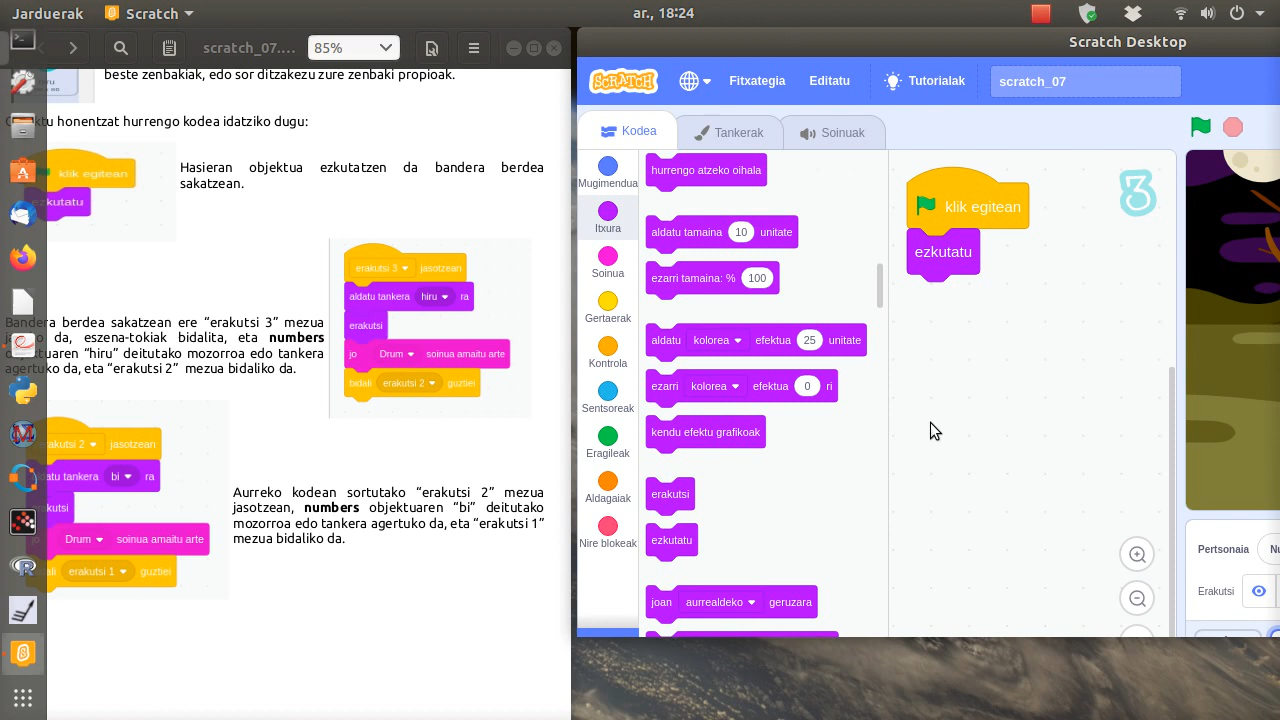 Jarduerak
Scratch
ar., 18:24
scratch_07....
85%
Scratch Desktop
SCRATCH
Fitxategia
Editatu
Tutorialak
scratch_07
Kodea
Tankerak
Soinuak
beste zenbakiak, edo sor ditzakezu zure zenbaki propioak.
honentzat hurrengo kodea idatziko dugu:
klik egitean
ezkutatu
Hasieran objektua ezkutatzen da bandera berdea
sakatzean.
erakutsi 3 jasotzean
aldatu tankera hiru ra
erakutsi
jo Drum soinua amaitu arte
bidali erakutsi 2 guztiei
Bandera berdea sakatzean ere “erakutsi 3” mezua
da, eszena-tokiak bidalita, eta numbers
objektuaren “hiru” deitutako mozorroa edo tankera
agertuko da, eta “erakutsi 2” mezua bidaliko da.
erakutsi 2 jasotzean
aldatu tankera bi ra
erakutsi
jo Drum soinua amaitu arte
bidali erakutsi 1 guztiei
Aurreko kodean sortutako “erakutsi 2” mezua
jasotzean, numbers objektuaren “bi” deitutako
mozorroa edo tankera agertuko da, eta “erakutsi 1”
mezua bidaliko da.
Mugimendua
Itxura
Soinua
Gertaerak
Kontrola
Sentsoreak
Eragileak
Aldagaiak
Nire blokeak
hurrengo atzeko oihala
aldatu tamaina 10 unitate
ezarri tamaina: % 100
aldatu kolorea efektua 25 unitate
ezarri kolorea efektua 0 ri
kendu efektu grafikoak
erakutsi
ezkutatu
joan aurrealdeko geruzara
klik egitean
ezkutatu
3
Pertsonaia
Nu
Erakutsi